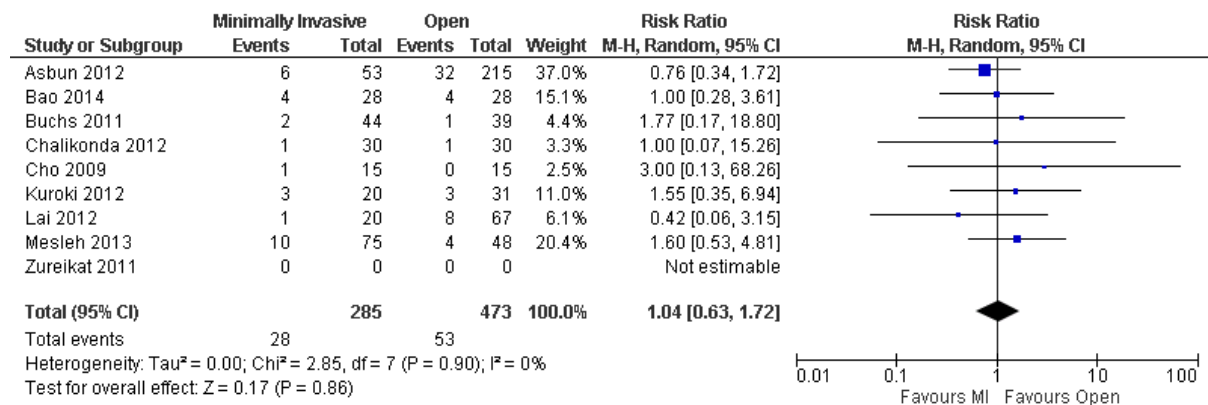 Minimally Invasive Open Risk Ratio Risk Ratio
Study or Subgroup Events Total Events Total Weight M-H, Random, 95% CI M-H, Random, 95% CI
Asbun 2012 6 53 32 215 37.0% 0.76 [0.34, 1.72]
Bao 2014 4 28 4 28 15.1% 1.00 [0.28, 3.61]
Buchs 2011 2 44 1 39 4.4% 1.77 [0.17, 18.80]
Chalikonda 2012 1 30 1 30 3.3% 1.00 [0.07, 15.26]
Cho 2009 1 15 0 15 2.5% 3.00 [0.13, 68.26]
Kuroki 2012 3 20 3 31 11.0% 1.55 [0.35, 6.94]
Lai 2012 1 20 8 67 6.1% 0.42 [0.06, 3.15]
Mesleh 2013 10 75 4 48 20.4% 1.60 [0.53, 4.81]
Zureikat 2011 0 0 0 0 Not estimable
Total (95% CI) 285 473 100.0% 1.04 [0.63, 1.72]
Total events 28 53
Heterogeneity: Tau² = 0.00; Chi² = 2.85, df = 7 (P = 0.90); I² = 0%
Test for overall effect: Z = 0.17 (P = 0.86)
0.01 0.1 1 10 100
Favours MI Favours Open